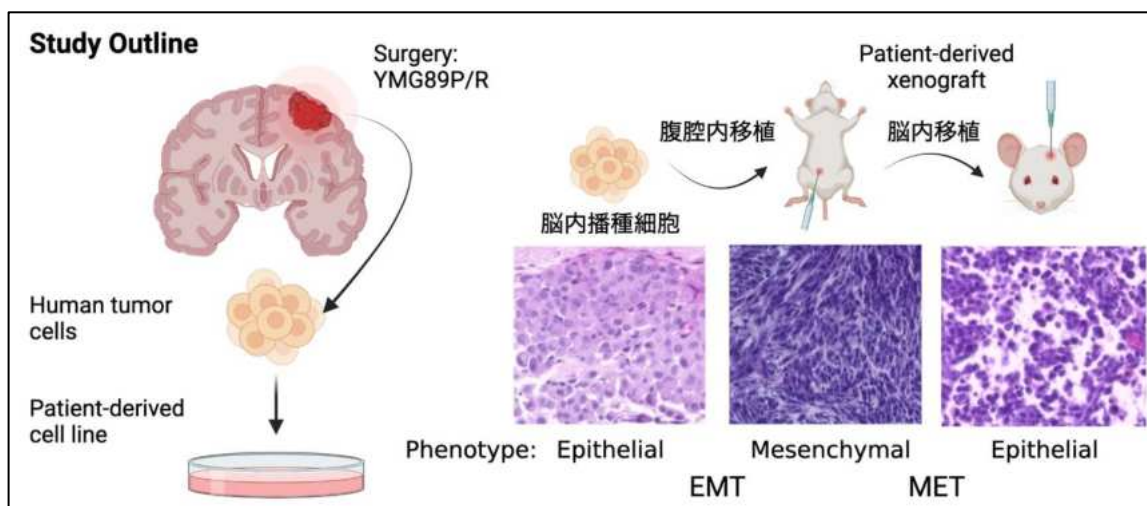 Study Outline
Surgery:
YMG89P/R
Human tumor
cells
Patient-derived
cell line
Patient-derived
xenograft
腹腔内移植
脳内移植
脳内播種細胞
Phenotype: Epithelial Mesenchymal Epithelial
EMT MET